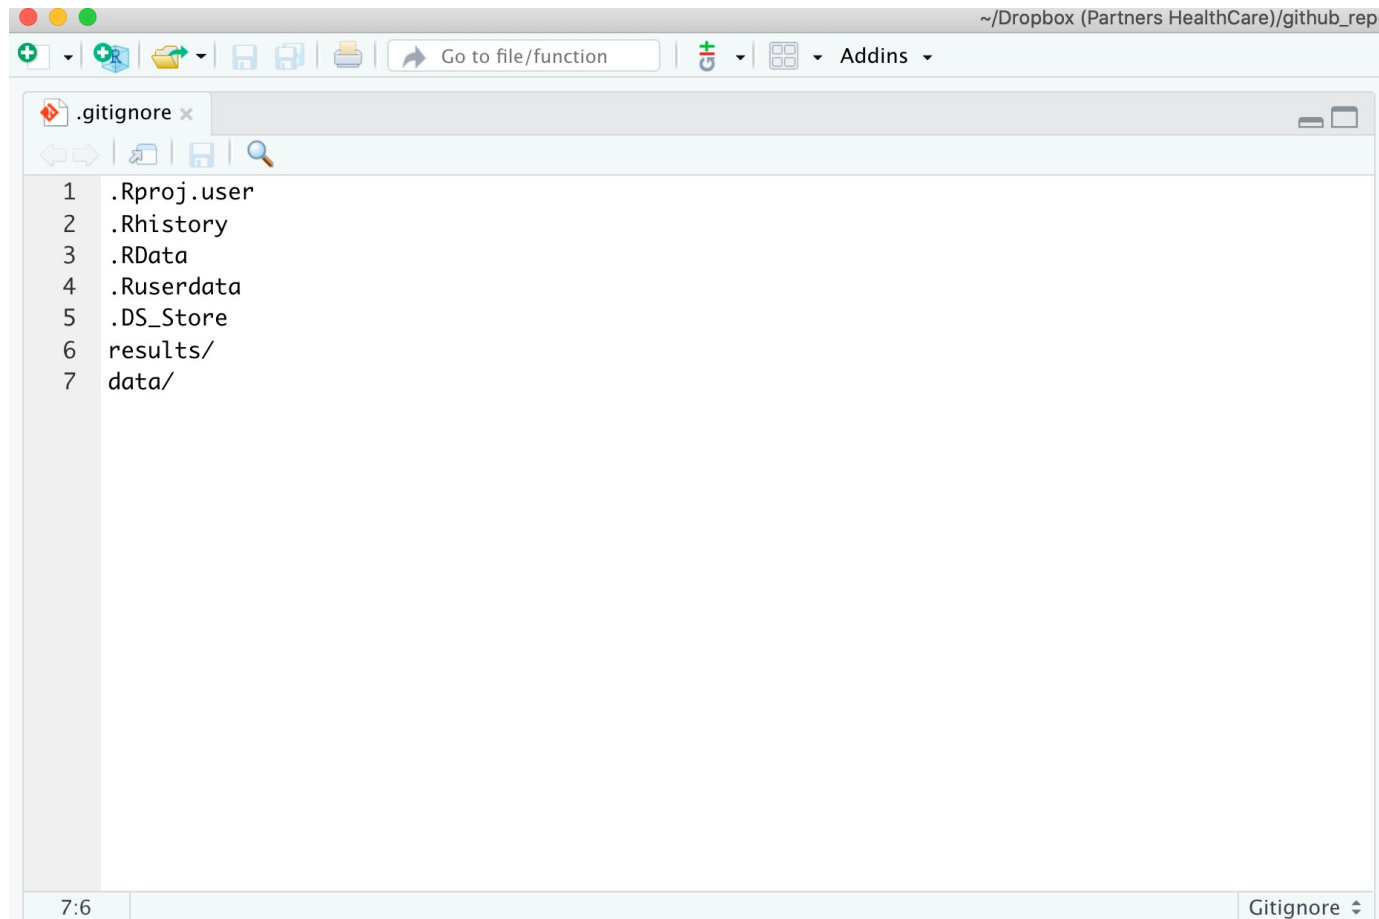 ~/Dropbox (Partners HealthCare)/github_rep
Go to file/function
Git
Addins
.gitignore
1 .Rproj.user
2 .Rhistory
3 .RData
4 .Ruserdata
5 .DS_Store
6 results/
7 data/
7:6
Gitignore